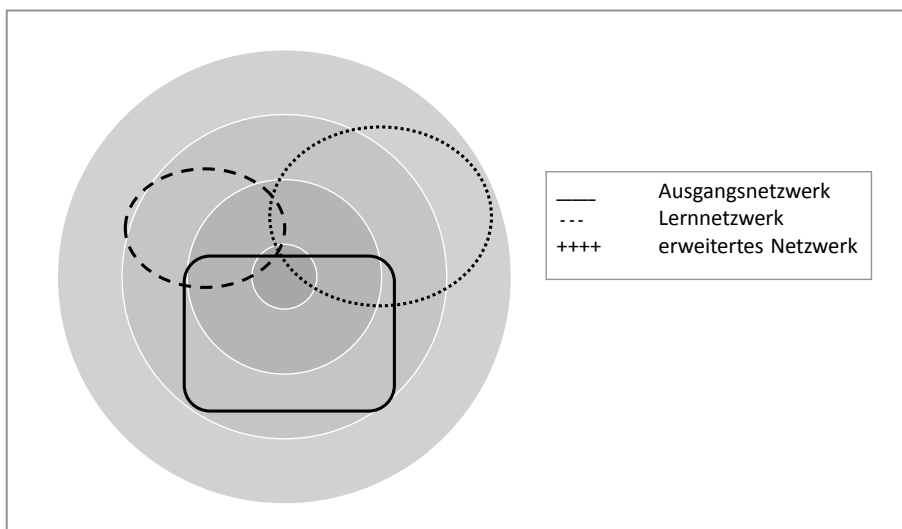 ____ Ausgangsnetzwerk
--- Lernnetzwerk
++++ erweitertes Netzwerk